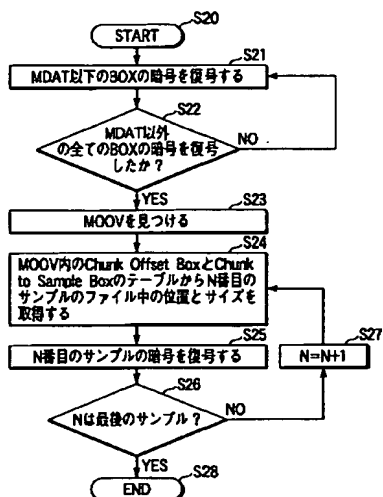 S20
START
S21
MDAT以下のBOXの暗号を復号する
S22
MDAT以外
の全てのBOXの暗号を復号
したか？
NO
YES
S23
MOOVを見つける
S24
MOOV内のChunk Offset BoxとChunk
to Sample BoxのテーブルからN番目の
サンプルのファイル中の位置とサイズを
取得する
S25
N番目のサンプルの暗号を復号する
S27
N=N+1
S26
Nは最後のサンプル？
NO
YES
S28
END